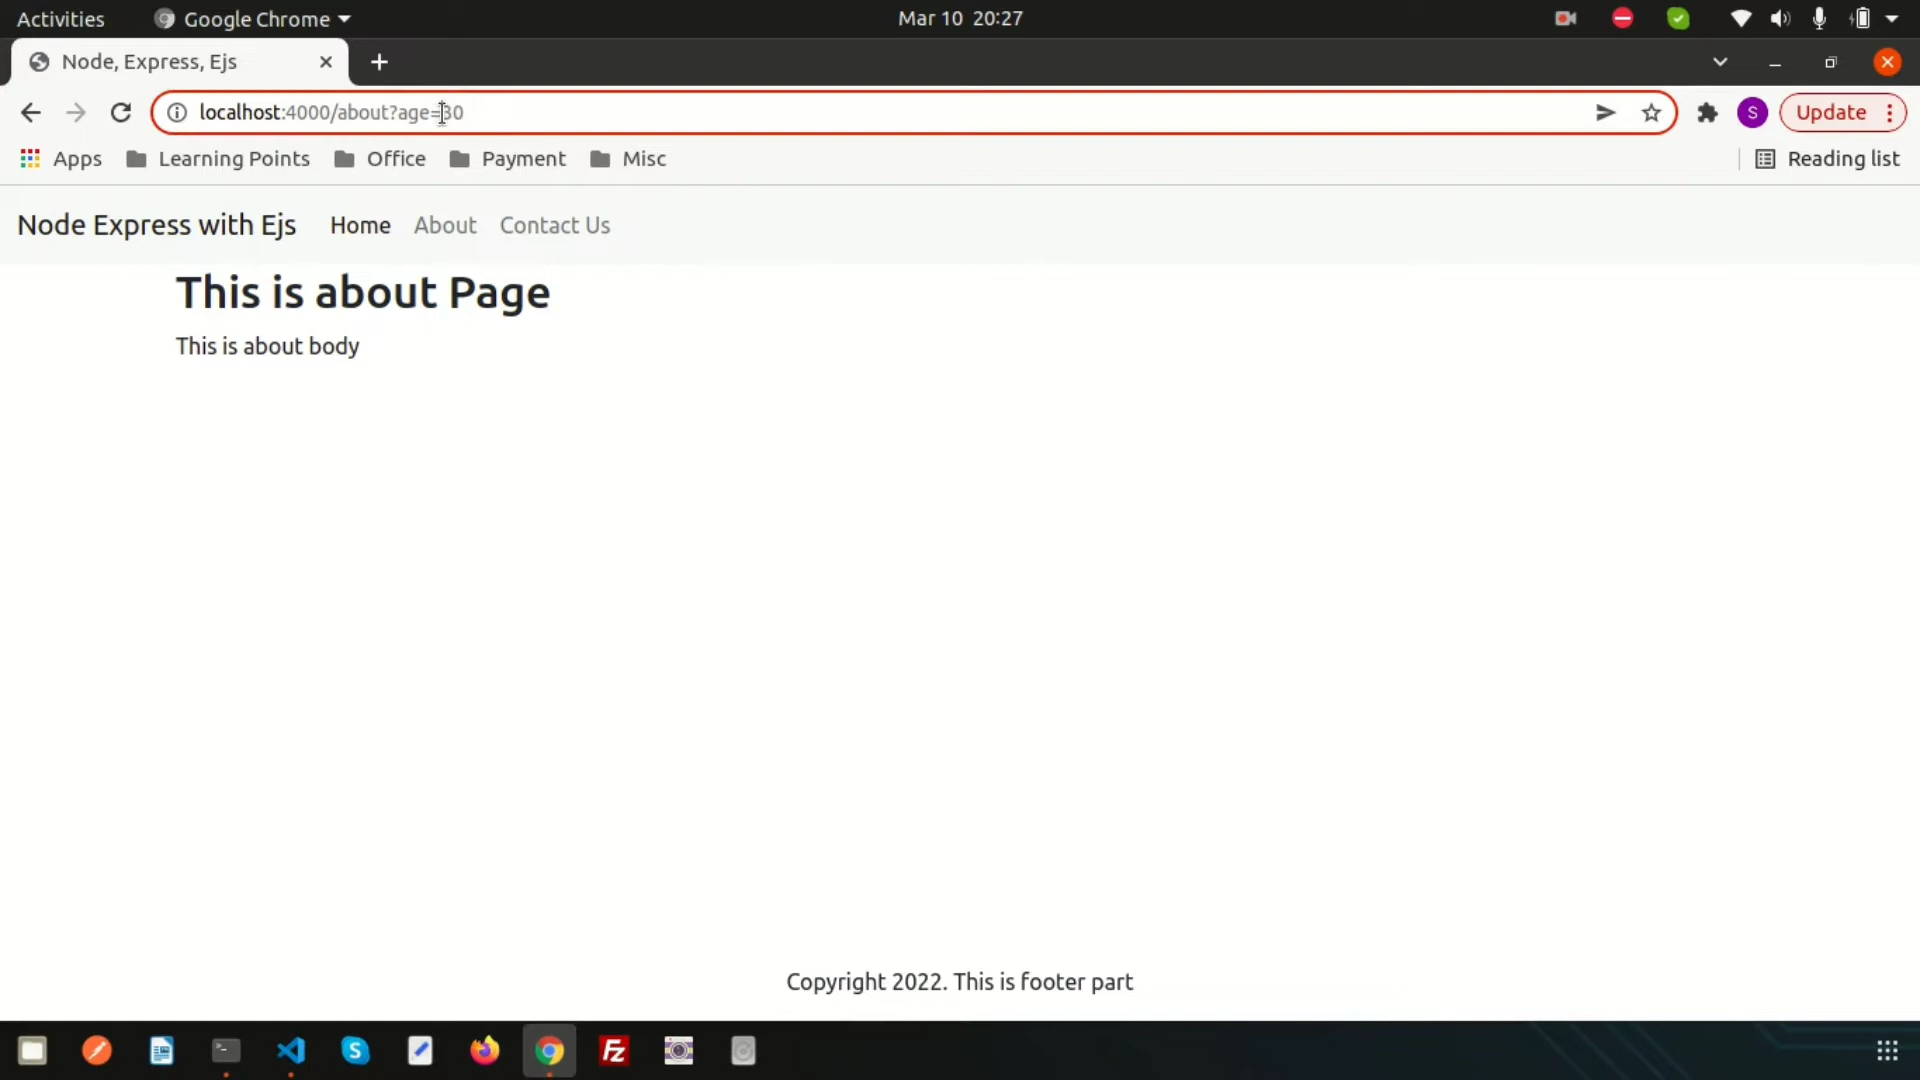 Activities Google Chrome Mar 10 20:27
Node, Express, Ejs
localhost:4000/about?age=30 S Update
Apps Learning Points Office Payment Misc Reading list
Node Express with Ejs Home About Contact Us
This is about Page
This is about body
Copyright 2022. This is footer part